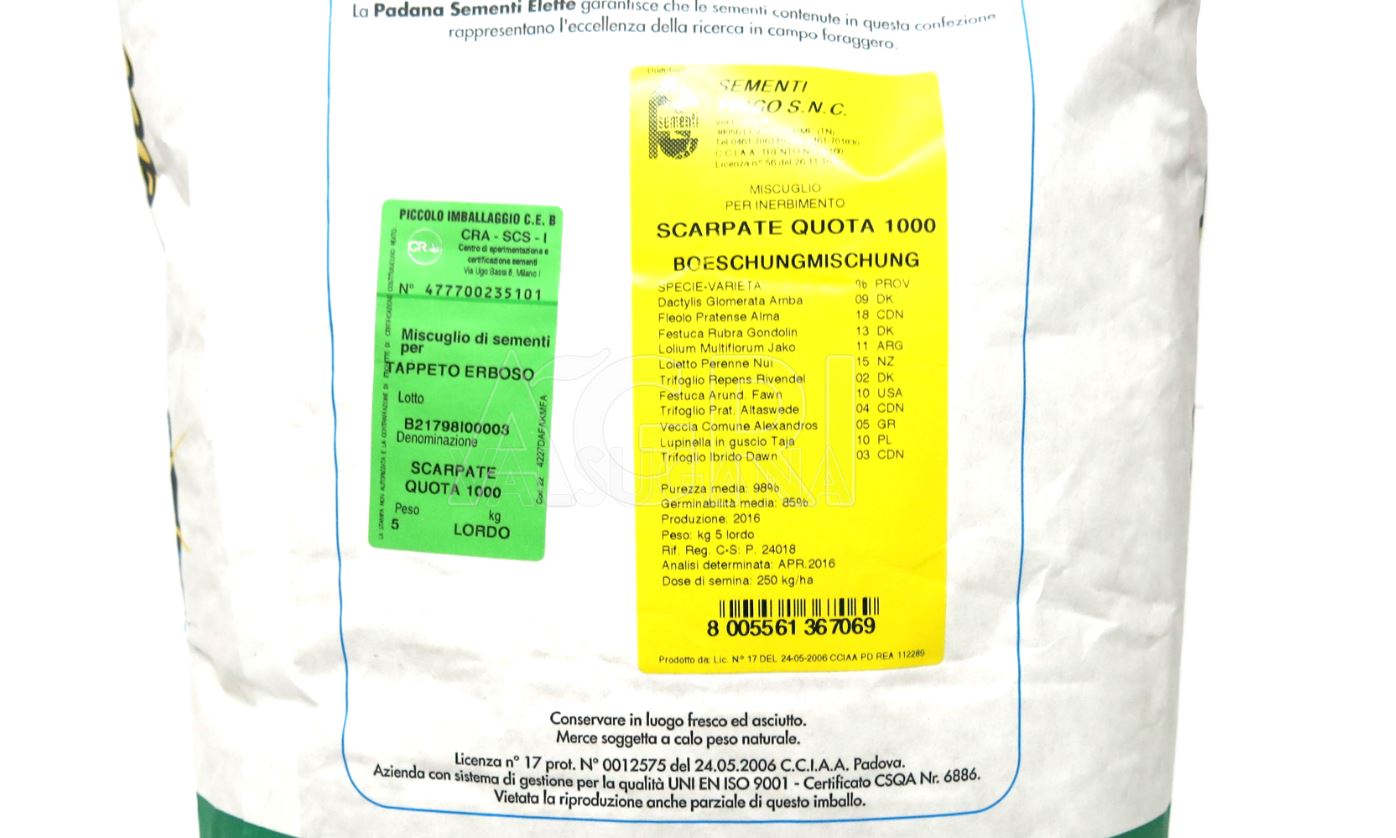 La Padana Sementi Elette garantisce che le sementi contenute in questa confezione
rappresentano l'eccellenza della ricerca in campo foraggero.
PICCOLO IMBALLAGGIO C.E. B
CRA - SCS - I
Centro di sperimentazione e
certificazione sementi
Via Ugo Bassi 8, Milano I
N° 477700235101
Miscuglio di sementi
per
TAPPETO ERBOSO
Lotto
B21798I00003
Denominazione
SCARPATE
QUOTA 1000
Peso kg
5 LORDO
SEMENTI
S.N.C.
sementi
MISCUGLIO
PER INERBIMENTO
SCARPATE QUOTA 1000
BOESCHUNGMISCHUNG
SPECIE-VARIETA % PROV
Dactylis Glomerata Amba 09 DK
Fleolo Pratense Alma 18 CDN
Festuca Rubra Gondolin 13 DK
Lolium Multiflorum Jako 11 ARG
Loietto Perenne Nui 15 NZ
Trifoglio Repens Rivendel 02 DK
Festuca Arund. Fawn 10 USA
Trifoglio Prat. Altaswede 04 CDN
Veccia Comune Alexandros 05 GR
Lupinella in guscio Taja 10 PL
Trifoglio Ibrido Dawn 03 CDN
Purezza media: 98%
Germinabilità media: 85%
Produzione: 2016
Peso: kg 5 lordo
Rif. Reg. C-S: P. 24018
Analisi determinata: APR.2016
Dose di semina: 250 kg/ha
8 005561 367069
Prodotto da: Lic. N° 17 DEL 24-05-2006 CCIAA PD REA 112289
AGRI
VALSUGANA
Conservare in luogo fresco ed asciutto.
Merce soggetta a calo peso naturale.
Licenza n° 17 prot. N° 0012575 del 24.05.2006 C.C.I.A.A. Padova.
Azienda con sistema di gestione per la qualità UNI EN ISO 9001 - Certificato CSQA Nr. 6886.
Vietata la riproduzione anche parziale di questo imballo.